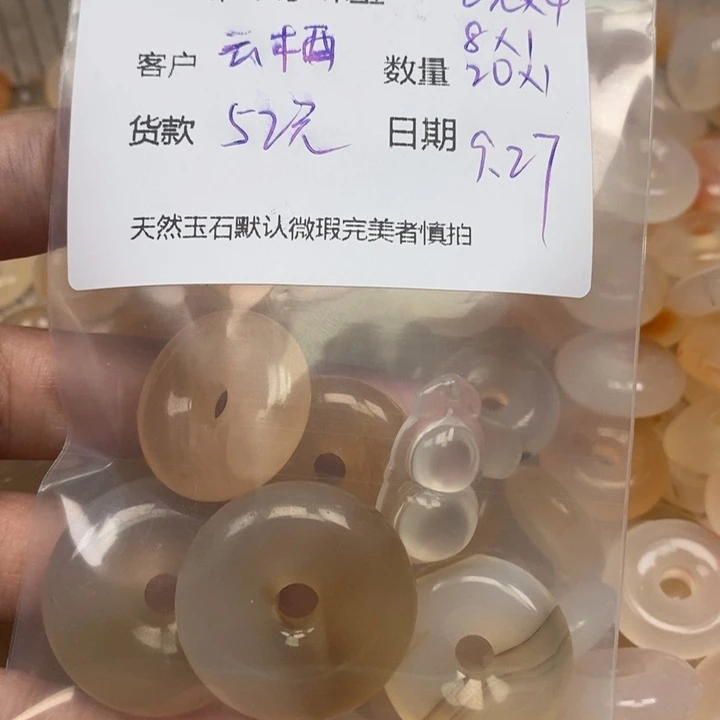 客户 云栖 数量 8×1
20×1
货款 52元 日期 9.27
天然玉石默认微瑕完美者慎拍